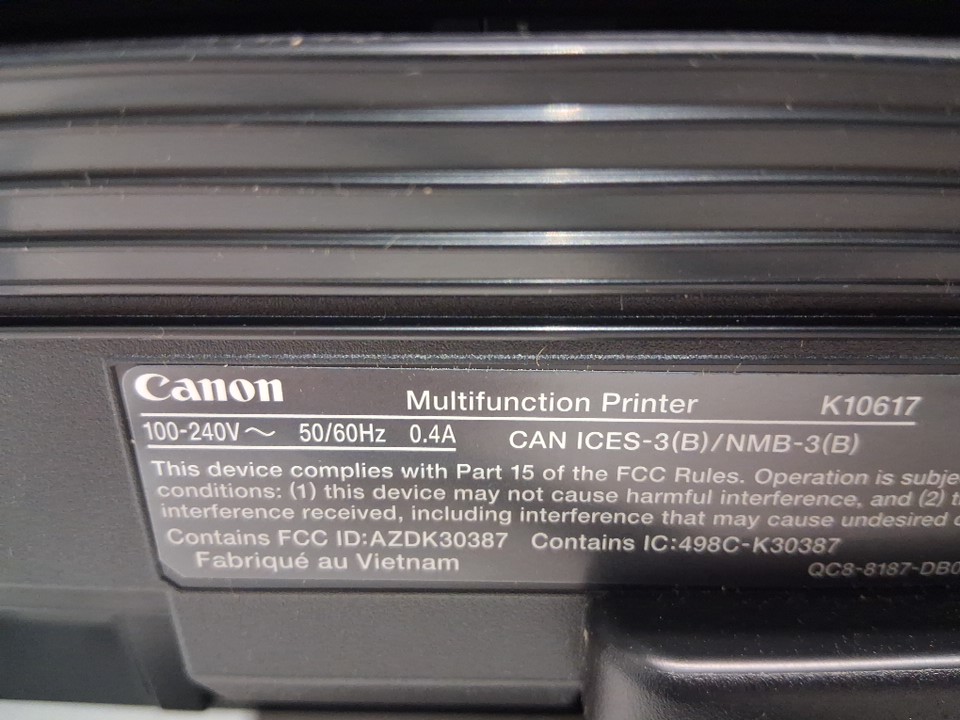 Canon
Multifunction Printer K10617
100-240V～ 50/60Hz 0.4A CAN ICES-3(B)/NMB-3(B)
This device complies with Part 15 of the FCC Rules. Operation is
conditions: (1) this device may not cause harmful interference, and (2)
interference received, including interference that may cause undesired
Contains FCC ID:AZDK30387 Contains IC:498C-K30387
Fabriqué au Vietnam